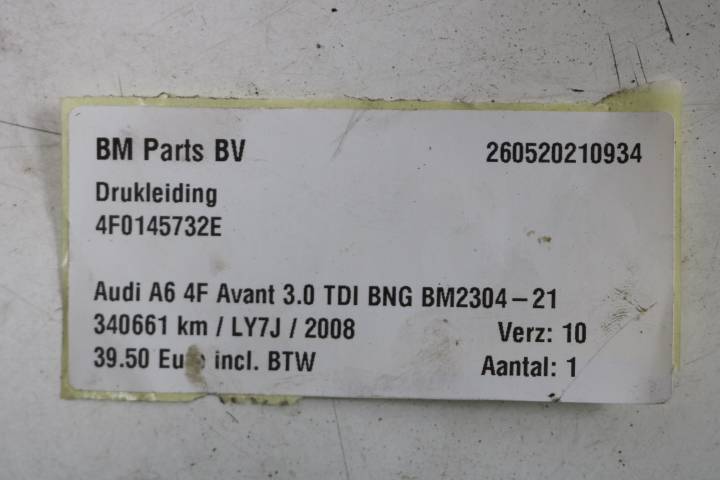 BM Parts BV 260520210934
Drukleiding
4F0145732E
Audi A6 4F Avant 3.0 TDI BNG BM2304-21
340661 km / LY7J / 2008 Verz: 10
39.50 Euro incl. BTW Aantal: 1